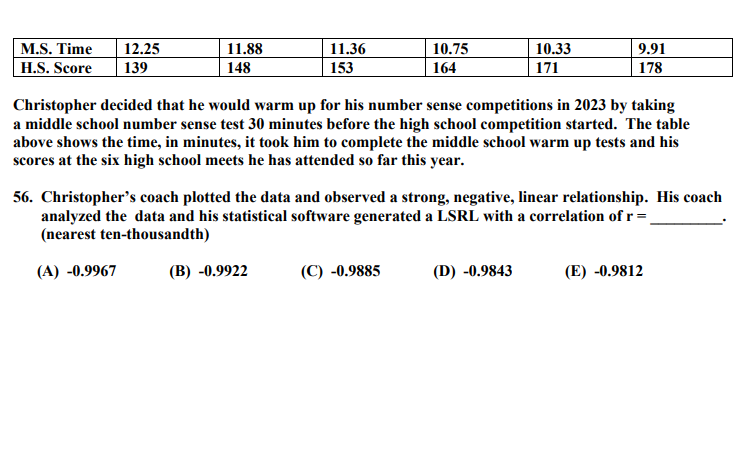 M.S. Time 12.25 11.88 11.36 10.75 10.33 9.91
H.S. Score 139 148 153 164 171 178
Christopher decided that he would warm up for his number sense competitions in 2023 by taking
a middle school number sense test 30 minutes before the high school competition started. The table
above shows the time, in minutes, it took him to complete the middle school warm up tests and his
scores at the six high school meets he has attended so far this year.
56. Christopher's coach plotted the data and observed a strong, negative, linear relationship. His coach
analyzed the data and his statistical software generated a LSRL with a correlation of r = _________.
(nearest ten-thousandth)
(A) -0.9967 (B) -0.9922 (C) -0.9885 (D) -0.9843 (E) -0.9812